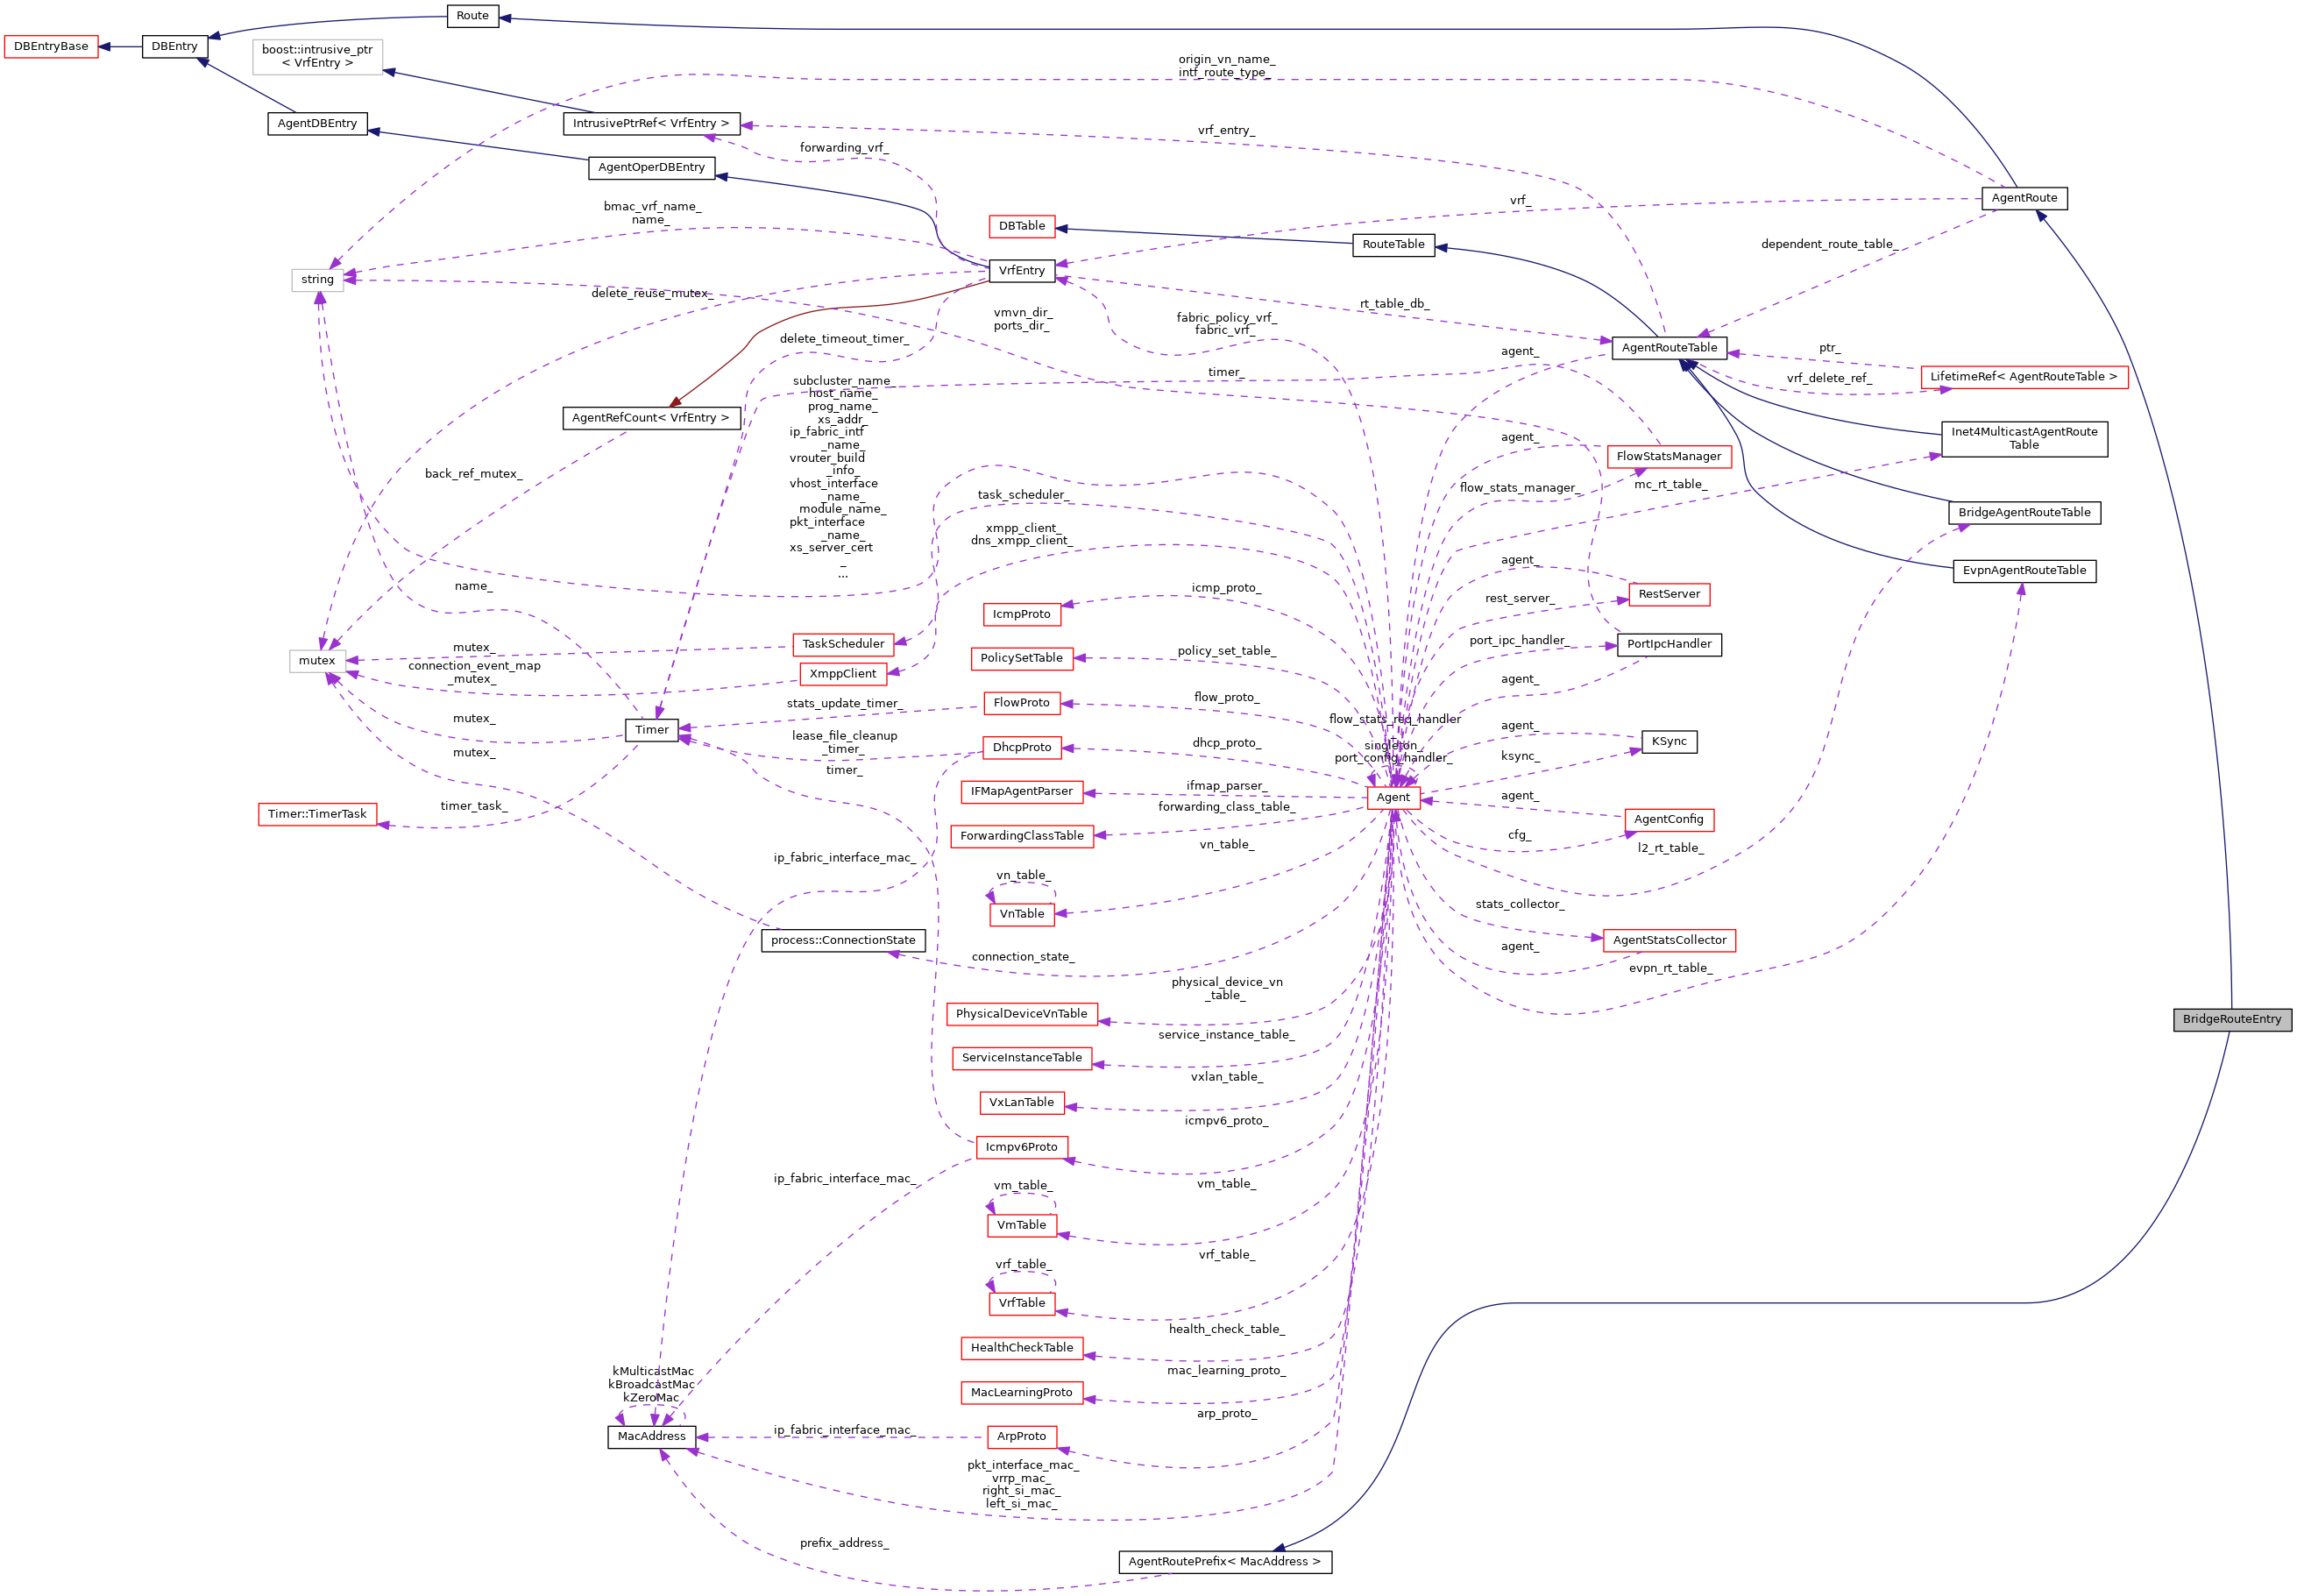 Route
DBEntryBase
DBEntry
boost::intrusive_ptr
< VrfEntry >
origin_vn_name_
intf_route_type_
AgentDBEntry
IntrusivePtrRef< VrfEntry >
vrf_entry_
forwarding_vrf_
AgentOperDBEntry
AgentRoute
bmac_vrf_name_
name_
vrf_
DBTable
RouteTable
dependent_route_table_
string
VrfEntry
delete_reuse_mutex_
vmvn_dir_
ports_dir_
fabric_policy_vrf_
fabric_vrf_
rt_table_db_
delete_timeout_timer_
AgentRouteTable
agent_
ptr_
timer_
vrf_delete_ref_
LifetimeRef< AgentRouteTable >
subcluster_name_
host_name_
prog_name_
xs_addr_
ip_fabric_intf
_name_
vrouter_build
_info_
vhost_interface
_name_
module_name_
pkt_interface
_name_
xs_server_cert
_
...
AgentRefCount< VrfEntry >
agent_
FlowStatsManager
Inet4MulticastAgentRoute
Table
back_ref_mutex_
task_scheduler_
flow_stats_manager_
mc_rt_table_
BridgeAgentRouteTable
xmpp_client_
dns_xmpp_client_
agent_
EvpnAgentRouteTable
name_
icmp_proto_
rest_server_
RestServer
IcmpProto
mutex_
TaskScheduler
policy_set_table_
port_ipc_handler_
PortIpcHandler
mutex
connection_event_map
_mutex_
XmppClient
PolicySetTable
agent_
stats_update_timer_
FlowProto
flow_proto_
mutex_
Timer
flow_stats_req_handler
_
singleton_
port_config_handler_
agent_
KSync
lease_file_cleanup
_timer_
DhcpProto
dhcp_proto_
ksync_
mutex_
timer_
IFMapAgentParser
ifmap_parser_
Agent
agent_
Timer::TimerTask
timer_task_
forwarding_class_table_
ForwardingClassTable
AgentConfig
cfg_
vn_table_
l2_rt_table_
ip_fabric_interface_mac_
vn_table_
VnTable
stats_collector_
process::ConnectionState
AgentStatsCollector
connection_state_
agent_
evpn_rt_table_
physical_device_vn
_table_
PhysicalDeviceVnTable
BridgeRouteEntry
service_instance_table_
ServiceInstanceTable
vxlan_table_
VxLanTable
icmpv6_proto_
Icmpv6Proto
ip_fabric_interface_mac_
vm_table_
vm_table_
VmTable
vrf_table_
vrf_table_
VrfTable
health_check_table_
HealthCheckTable
kMulticastMac
kBroadcastMac
kZeroMac
mac_learning_proto_
MacLearningProto
arp_proto_
MacAddress
ip_fabric_interface_mac_
ArpProto
pkt_interface_mac_
vrrp_mac_
right_si_mac_
left_si_mac_
prefix_address_
AgentRoutePrefix< MacAddress >